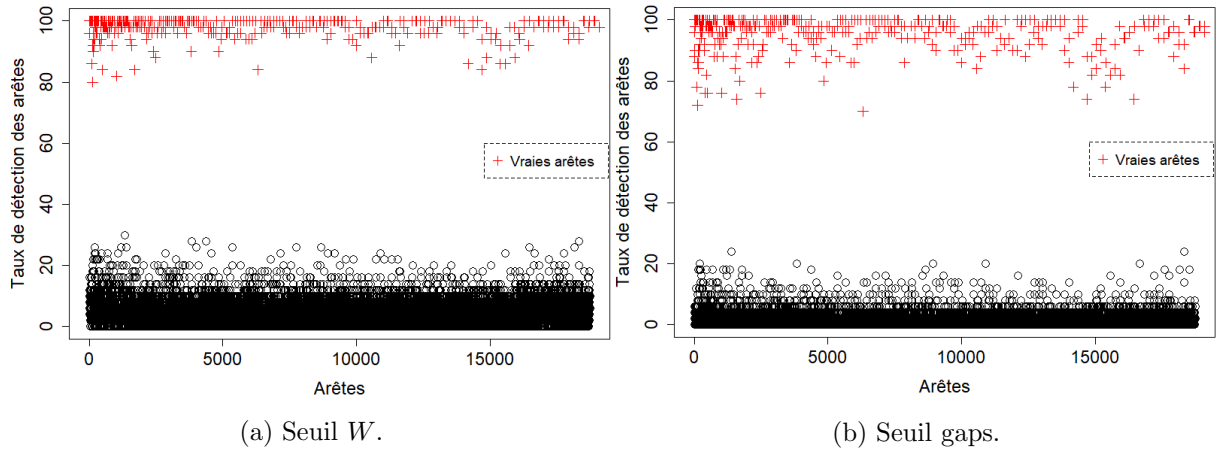 Taux de détection des arêtes
100
80
60
40
20
0
Vraies arêtes
0
5000
10000
15000
Arêtes
(a) Seuil W.
Taux de détection des arêtes
100
80
60
40
20
0
Vraies arêtes
0
5000
10000
15000
Arêtes
(b) Seuil gaps.